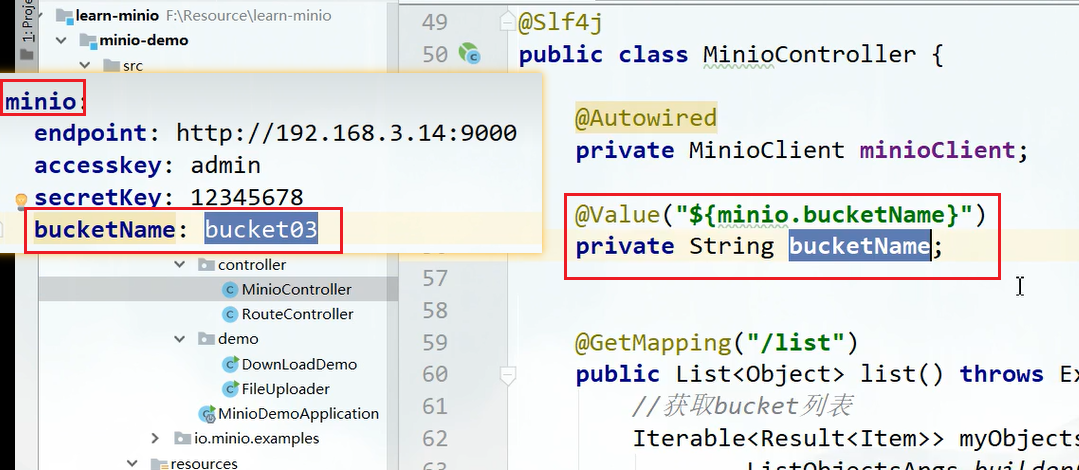 1: Proje
learn-minio F:\Resource\learn-minio
minio-demo
src
minio:
endpoint: http://192.168.3.14:9000
accesskey: admin
secretKey: 12345678
bucketName: bucket03
controller
MinioController
RouteController
demo
DownLoadDemo
FileUploader
MinioDemoApplication
io.minio.examples
resources
49 @Slf4j
50 public class MinioController {
@Autowired
private MinioClient minioClient;
@Value("${minio.bucketName}")
private String bucketName;
57
58
59 @GetMapping("/list")
60 public List<Object> list() throws Ex
61 //获取bucket列表
62 Iterable<Result<Item>> myObjects
63 ListObjectsArgs.builder